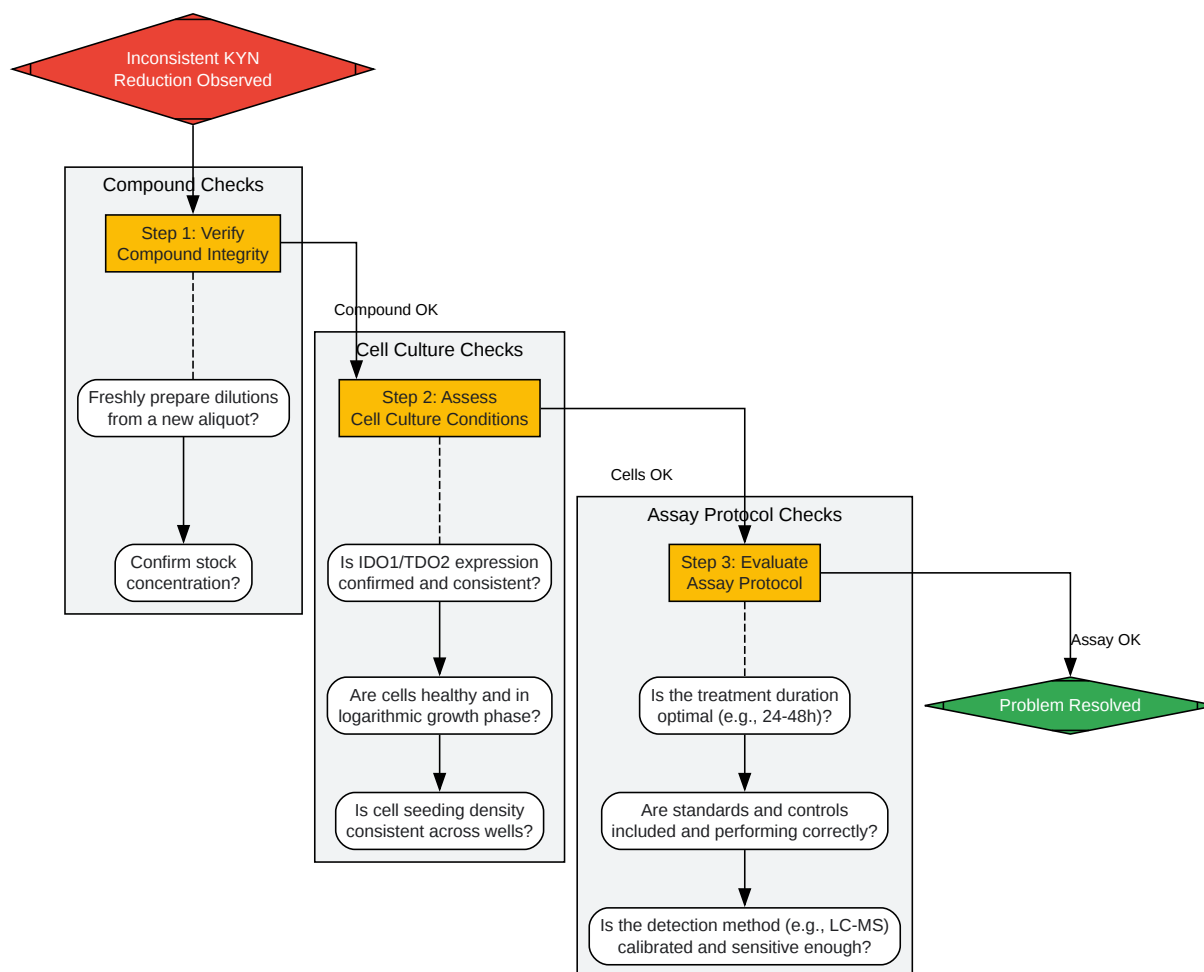 Inconsistent KYN
Reduction Observed
Compound Checks
Step 1: Verify
Compound Integrity
Compound OK
Freshly prepare dilutions
from a new aliquot?
Confirm stock
concentration?
Cell Culture Checks
Step 2: Assess
Cell Culture Conditions
Cells OK
Is IDO1/TDO2 expression
confirmed and consistent?
Are cells healthy and in
logarithmic growth phase?
Is cell seeding density
consistent across wells?
Assay Protocol Checks
Step 3: Evaluate
Assay Protocol
Assay OK
Is the treatment duration
optimal (e.g., 24-48h)?
Are standards and controls
included and performing correctly?
Is the detection method (e.g., LC-MS)
calibrated and sensitive enough?
Problem Resolved